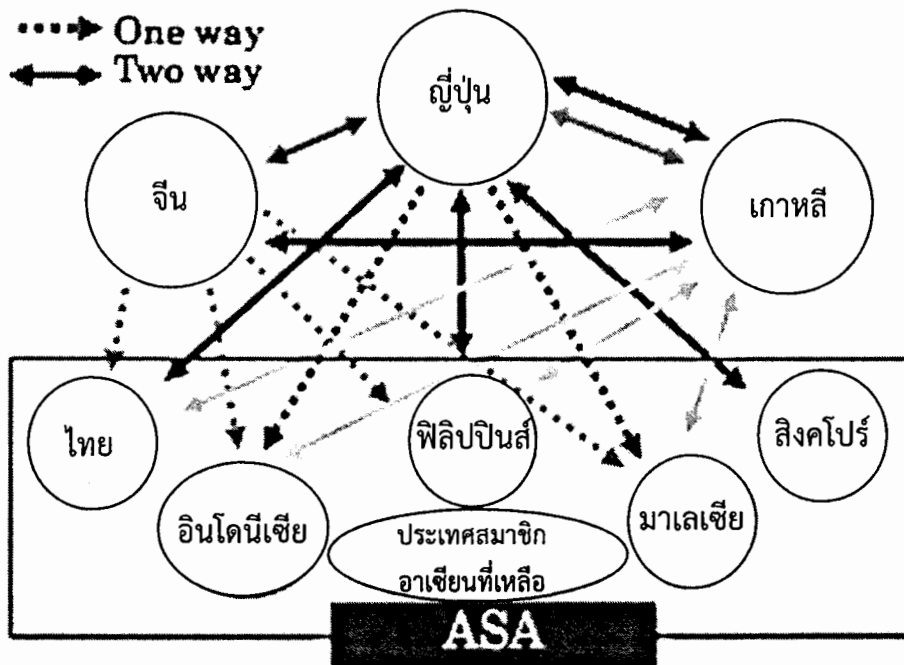 One way
Two way
ญี่ปุ่น
จีน
เกาหลี
ไทย
ฟิลิปปินส์
สิงคโปร์
อินโดนีเซีย
มาเลเซีย
ประเทศสมาชิก
อาเซียนที่เหลือ
ASA